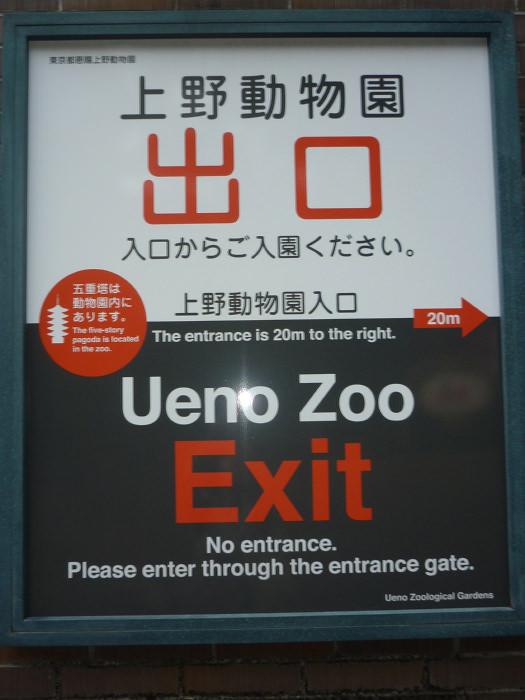 東京都恩賜上野動物園
上野動物園
出口
入口からご入園ください。
五重塔は
動物園内に
あります。
The five-story
pagoda is located
in the zoo.
上野動物園入口
20m
The entrance is 20m to the right.
Ueno Zoo
Exit
No entrance.
Please enter through the entrance gate.
Ueno Zoological Gardens